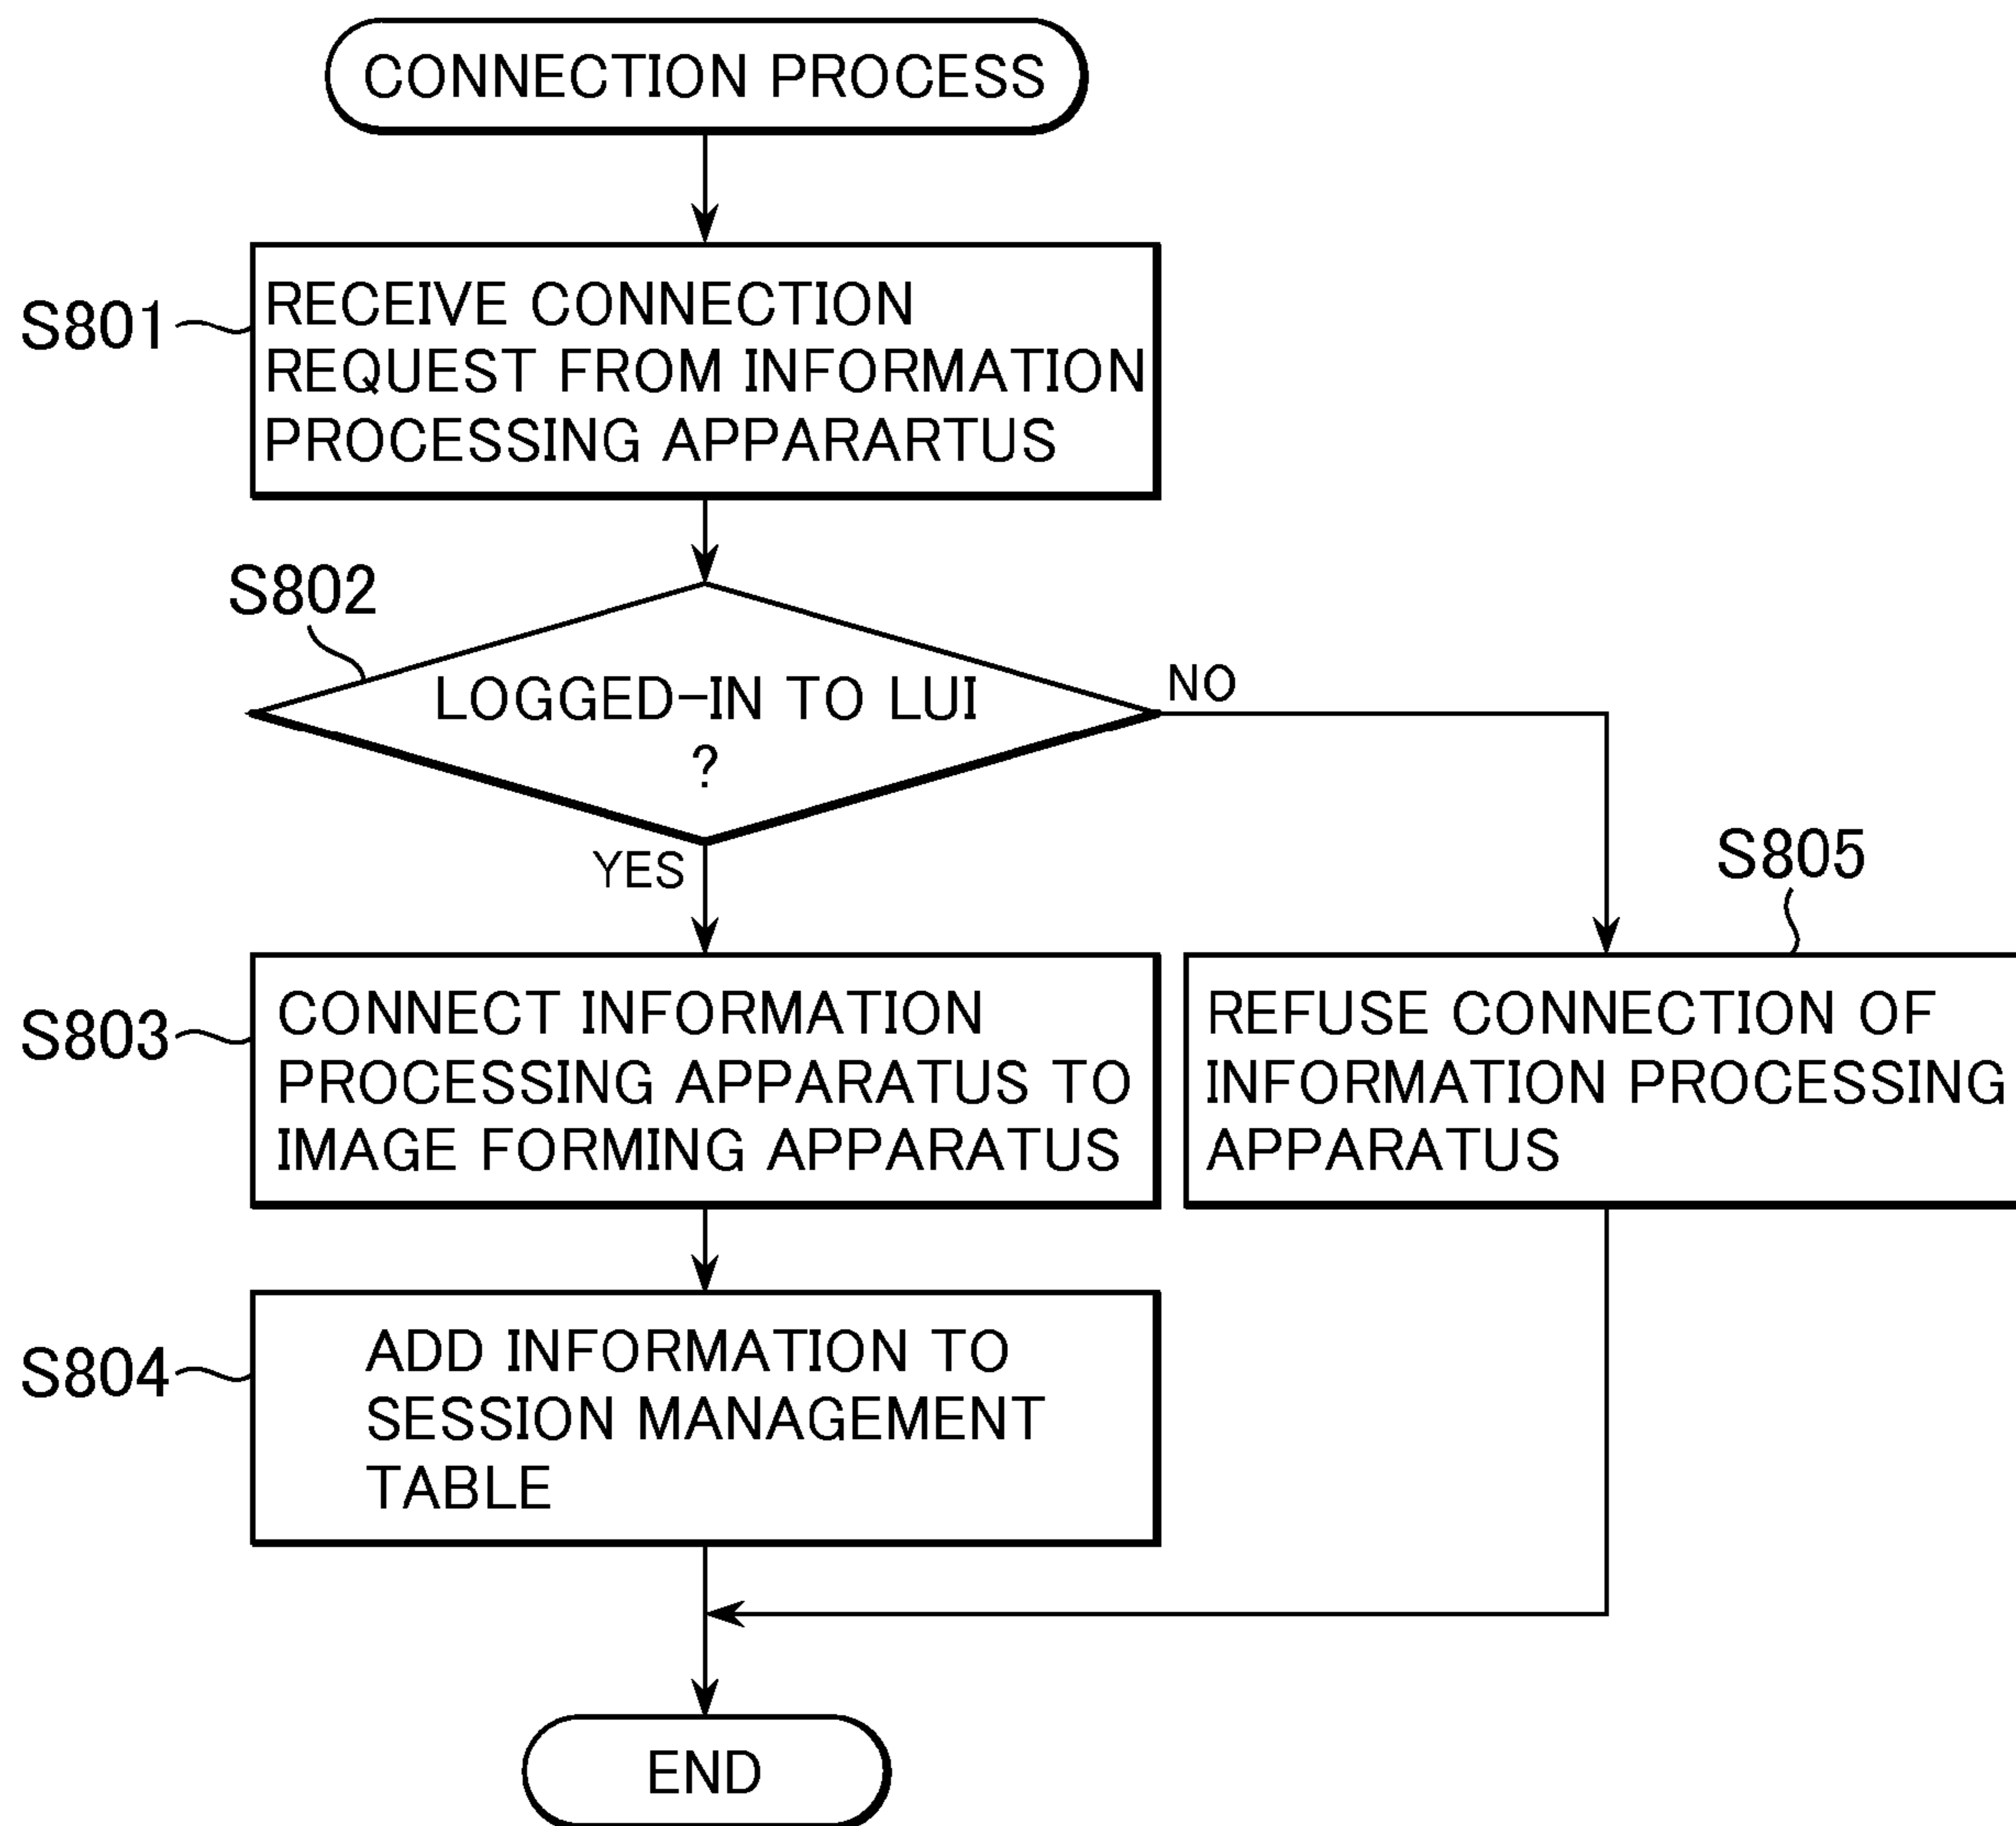 CONNECTION PROCESS
S801
RECEIVE CONNECTION
REQUEST FROM INFORMATION
PROCESSING APPARARTUS
S802
LOGGED-IN TO LUI
?
NO
YES
S803
CONNECT INFORMATION
PROCESSING APPARATUS TO
IMAGE FORMING APPARATUS
S805
REFUSE CONNECTION OF
INFORMATION PROCESSING
APPARATUS
S804
ADD INFORMATION TO
SESSION MANAGEMENT
TABLE
END